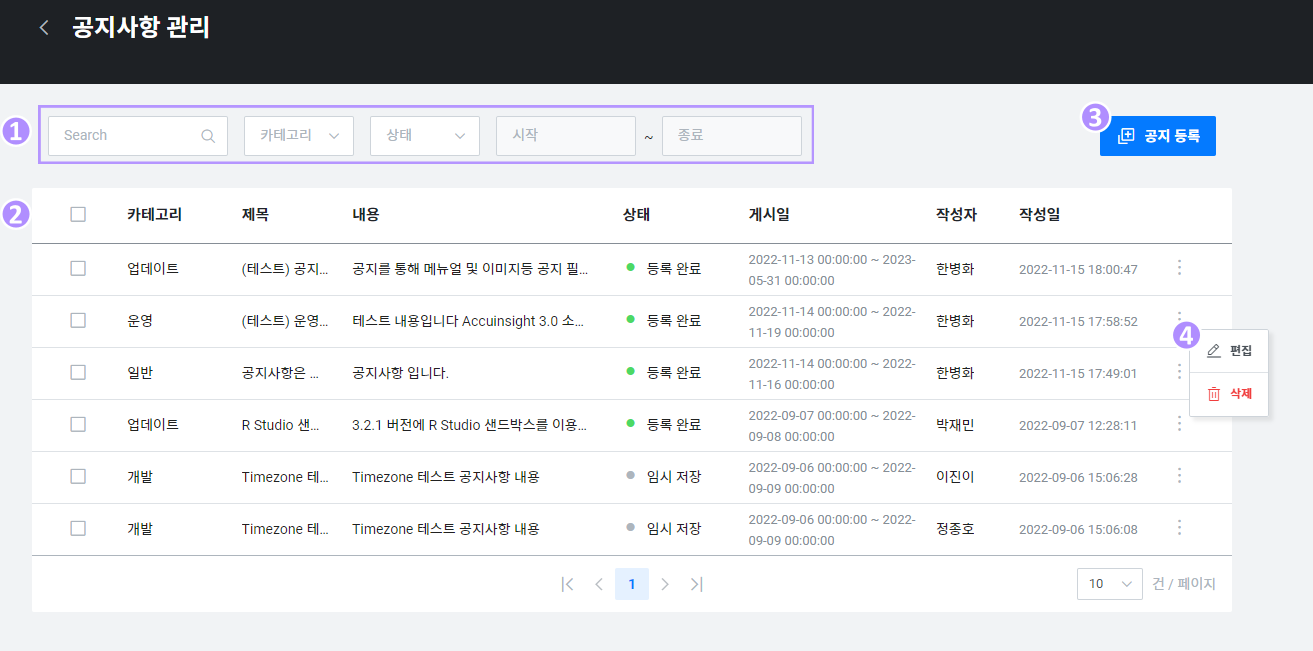 공지사항 관리
1 Search 카테고리 상태 시작 ~ 종료 3 공지 등록
2 카테고리 제목 내용 상태 게시일 작성자 작성일
업데이트 (테스트) 공지... 공지를 통해 메뉴얼 및 이미지등 공지 필... 등록 완료 2022-11-13 00:00:00 ~ 2023-
05-31 00:00:00 한병화 2022-11-15 18:00:47
운영 (테스트) 운영... 테스트 내용입니다 Accuinsight 3.0 소... 등록 완료 2022-11-14 00:00:00 ~ 2022-
11-19 00:00:00 한병화 2022-11-15 17:58:52
4 편집
일반 공지사항은 ... 공지사항 입니다. 등록 완료 2022-11-14 00:00:00 ~ 2022-
11-16 00:00:00 한병화 2022-11-15 17:49:01
삭제
업데이트 R Studio 샌... 3.2.1 버전에 R Studio 샌드박스를 이용... 등록 완료 2022-09-07 00:00:00 ~ 2022-
09-08 00:00:00 박재민 2022-09-07 12:28:11
개발 Timezone 테... Timezone 테스트 공지사항 내용 임시 저장 2022-09-06 00:00:00 ~ 2022-
09-09 00:00:00 이진이 2022-09-06 15:06:28
개발 Timezone 테... Timezone 테스트 공지사항 내용 임시 저장 2022-09-06 00:00:00 ~ 2022-
09-09 00:00:00 정종호 2022-09-06 15:06:08
1 10 건 / 페이지